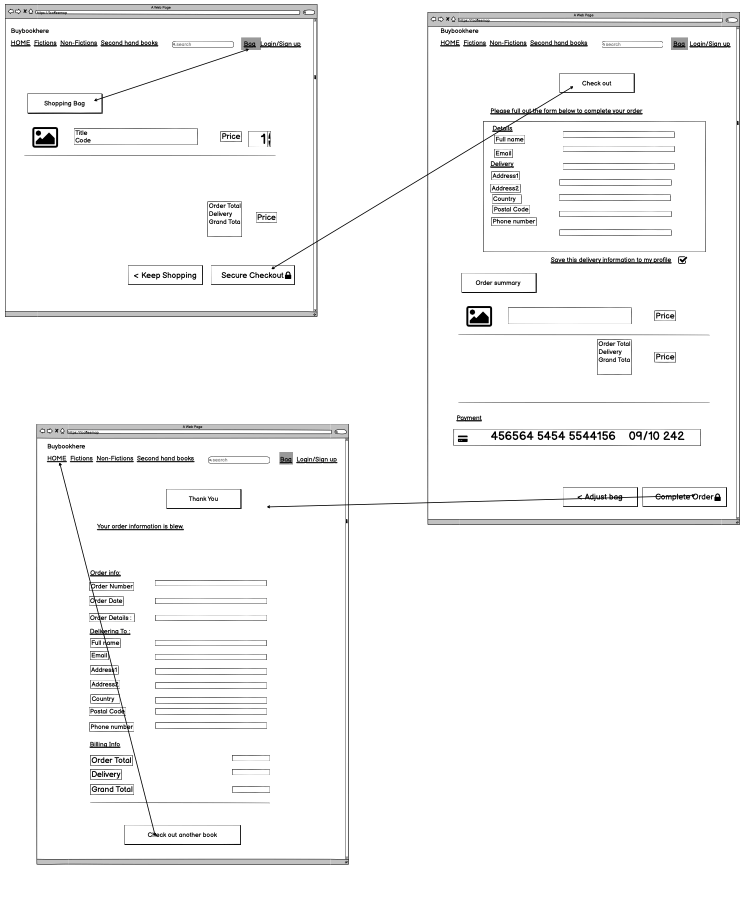 A Web Page
https://buybookhere
Buybookhere
HOME Fictions Non-Fictions Second hand books search Bag Login/Sign up
Shopping Bag
Title
Code
Price
1
Order Total
Delivery
Grand Tota
Price
< Keep Shopping
Secure Checkout
A Web Page
Buybookhere
HOME Fictions Non-Fictions Second hand books search Bag Login/Sign up
Check out
Please full out the form below to complete your order
Details
Full name
Email
Delivery
Address1
Address2
Country
Postal Code
Phone number
Save this delivery information to my profile
Order summary
Price
Order Total
Delivery
Grand Tota
Price
Payment
456564 5454 5544156 09/10 242
< Adjust bag
Complete Order
A Web Page
Buybookhere
HOME Fictions Non-Fictions Second hand books search Bag Login/Sign up
Thank You
Your order information is blew.
Order info:
Order Number
Order Date
Order Details :
Delivering To :
Full name
Email
Address1
Address2
Country
Postal Code
Phone number
Billing Info
Order Total
Delivery
Grand Total
Check out another book